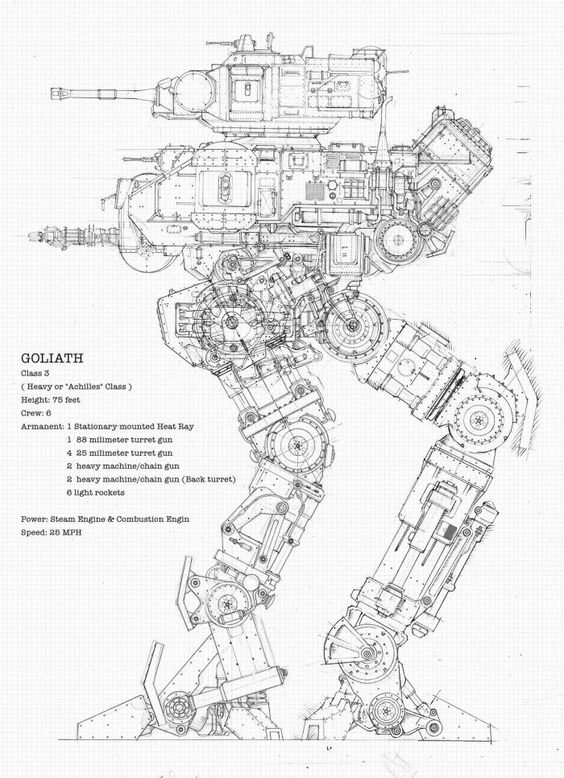 GOLIATH
Class 3
( Heavy or "Achilles" Class )
Height: 75 feet
Crew: 6
Armanent: 1 Stationary mounted Heat Ray
1 88 milimeter turret gun
4 25 milimeter turret gun
2 heavy machine/chain gun
2 heavy machine/chain gun (Back turret)
6 light rockets
Power: Steam Engine & Combustion Engin
Speed: 25 MPH